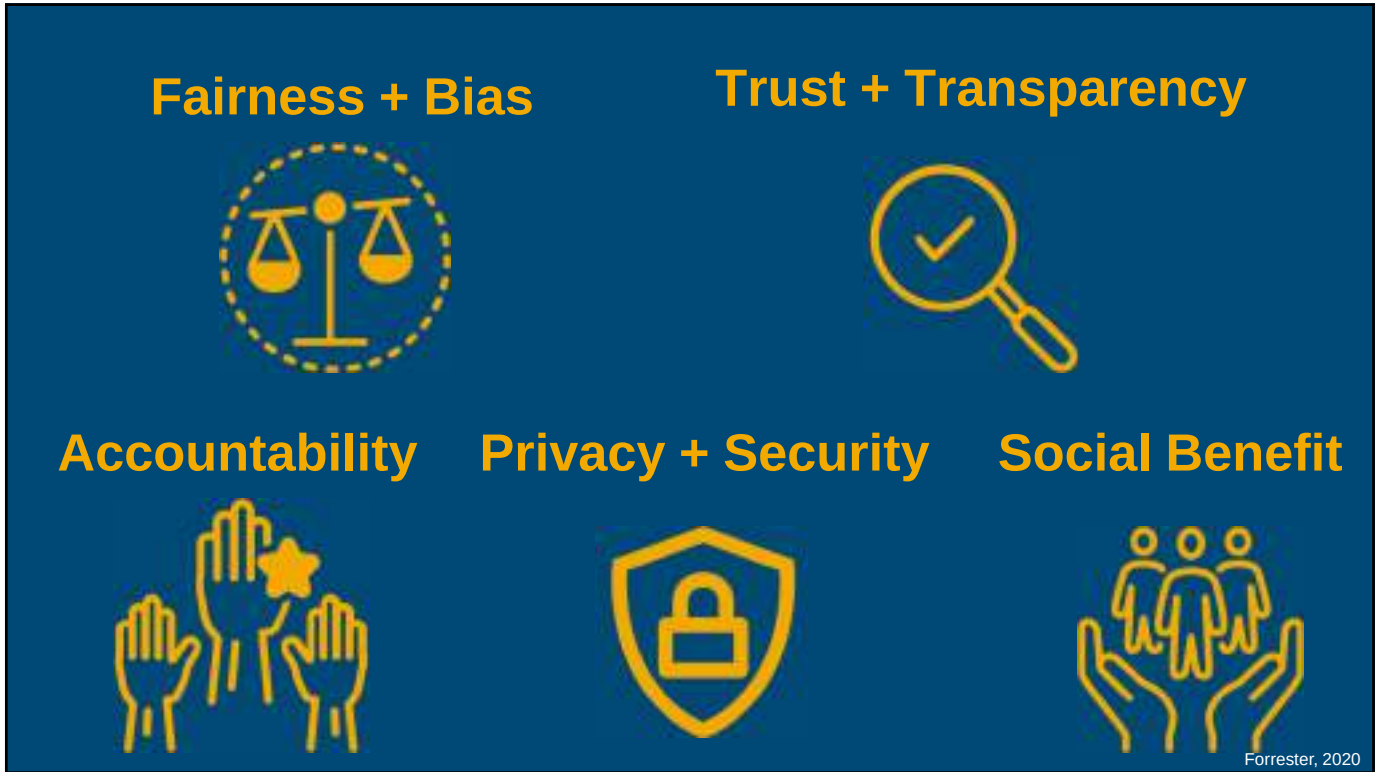 Fairness + Bias
Trust + Transparency
Accountability
Privacy + Security
Social Benefit
Forrester, 2020